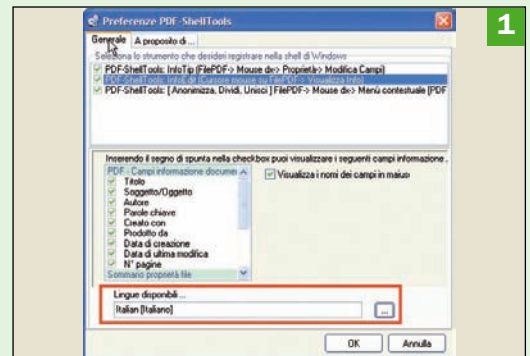 Preferenze PDF-ShellTools
1
Generale A proposito di ...
Seleziona lo strumento che desideri registrare nella shell di Windows
PDF-ShellTools: InfoTip (FilePDF-> Mouse dx-> Proprietà-> Modifica Campi]
PDF-ShellTools: [Cursore mouse su FilePDF-> Visualizza Info]
PDF-ShellTools: [ Anonimizza, Dividi, Unisci ] FilePDF-> Mouse dx-> Menù contestuale [PDF
Inserendo il segno di spunta nella checkbox puoi visualizzare i seguenti campi informazione .
PDF - Campi informazione documen
Visualizza i nomi dei campi in maiusc
Titolo
Soggetto/Oggetto
Autore
Parole chiave
Creato con
Prodotto da
Data di creazione
Data di ultima modifica
N° pagine
Sommario proprietà file
Lingue disponibili ...
Italian [Italiano]
...
OK Annulla